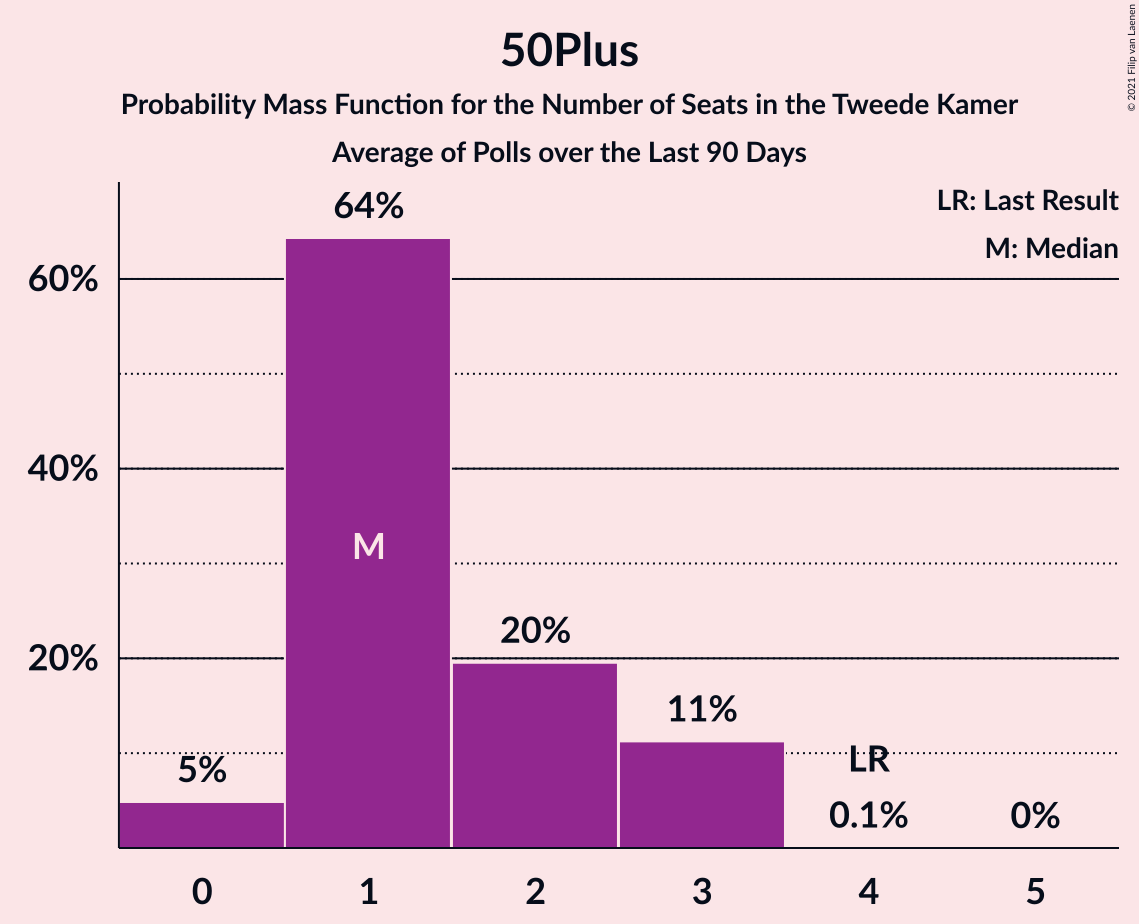 50Plus
Probability Mass Function for the Number of Seats in the Tweede Kamer
Average of Polls over the Last 90 Days
© 2021 Filip van Laenen
LR: Last Result
M: Median
60%
40%
20%
5%
64%
M
20%
11%
LR
0.1%
0%
0 1 2 3 4 5